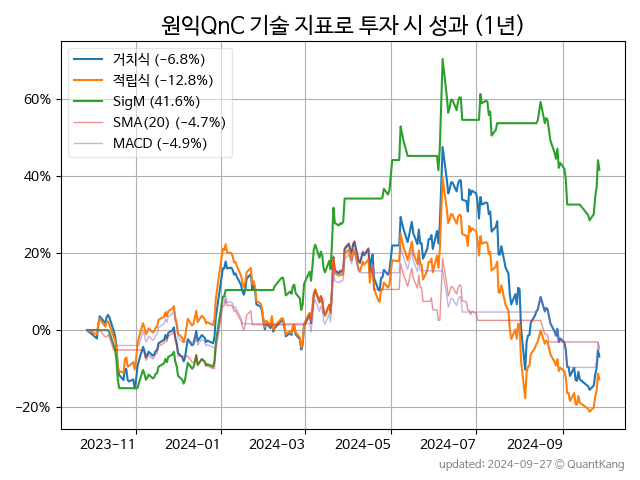 원익QnC 기술 지표로 투자 시 성과 (1년)
거치식 (−6.8%)
적립식 (−12.8%)
SigM (41.6%)
SMA(20) (−4.7%)
MACD (−4.9%)
60%
40%
20%
0%
−20%
2023-11
2024-01
2024-03
2024-05
2024-07
2024-09
updated: 2024-09-27 © QuantKang